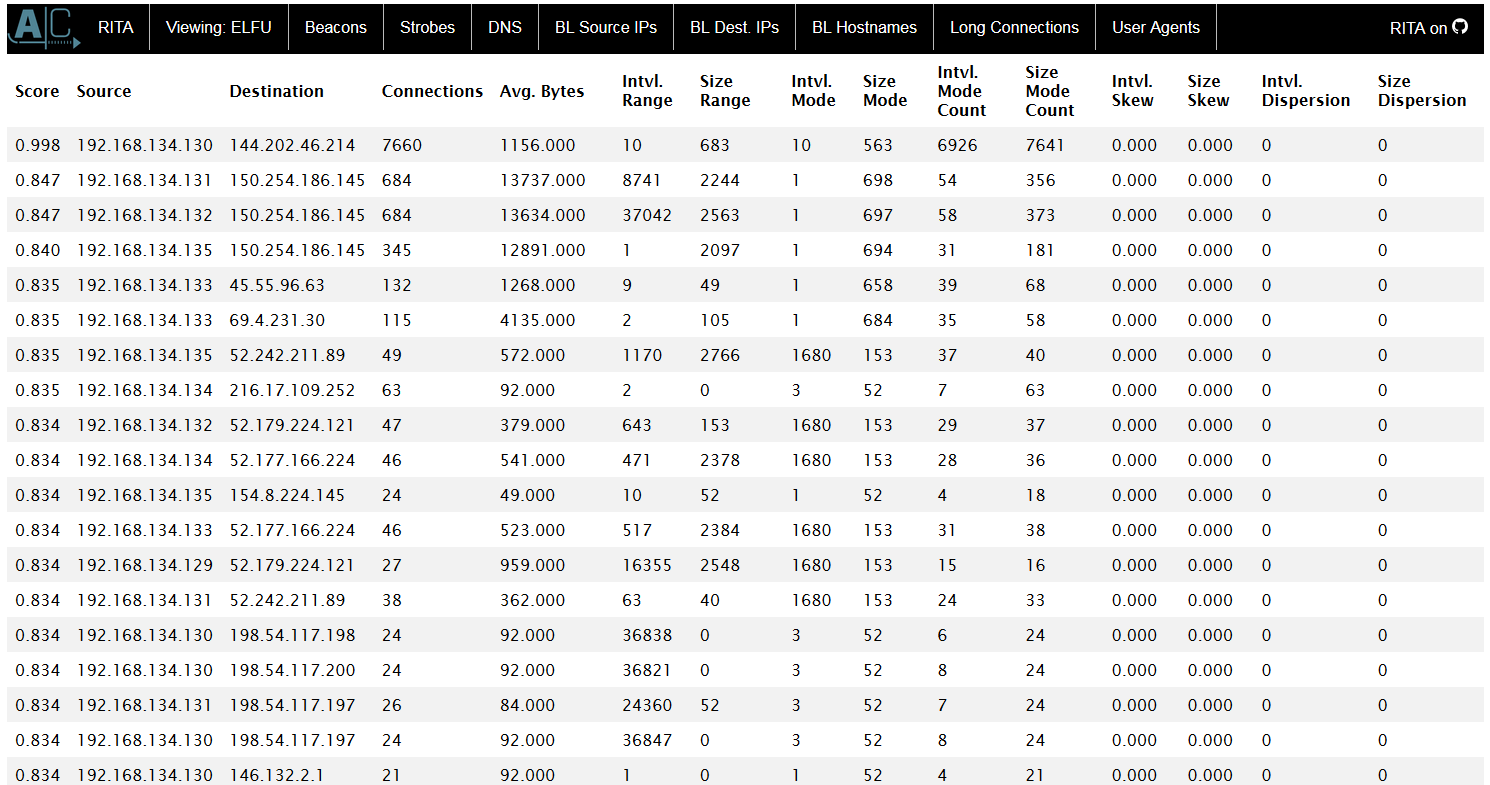 A|C RITA Viewing: ELFU Beacons Strobes DNS BL Source IPs BL Dest. IPs BL Hostnames Long Connections User Agents RITA on
Score Source Destination Connections Avg. Bytes Intvl. Range Size Range Intvl. Mode Size Mode Intvl. Mode Count Size Mode Count Intvl. Skew Size Skew Intvl. Dispersion Size Dispersion
0.998 192.168.134.130 144.202.46.214 7660 1156.000 10 683 10 563 6926 7641 0.000 0.000 0 0
0.847 192.168.134.131 150.254.186.145 684 13737.000 8741 2244 1 698 54 356 0.000 0.000 0 0
0.847 192.168.134.132 150.254.186.145 684 13634.000 37042 2563 1 697 58 373 0.000 0.000 0 0
0.840 192.168.134.135 150.254.186.145 345 12891.000 1 2097 1 694 31 181 0.000 0.000 0 0
0.835 192.168.134.133 45.55.96.63 132 1268.000 9 49 1 658 39 68 0.000 0.000 0 0
0.835 192.168.134.133 69.4.231.30 115 4135.000 2 105 1 684 35 58 0.000 0.000 0 0
0.835 192.168.134.135 52.242.211.89 49 572.000 1170 2766 1680 153 37 40 0.000 0.000 0 0
0.835 192.168.134.134 216.17.109.252 63 92.000 2 0 3 52 7 63 0.000 0.000 0 0
0.834 192.168.134.132 52.179.224.121 47 379.000 643 153 1680 153 29 37 0.000 0.000 0 0
0.834 192.168.134.134 52.177.166.224 46 541.000 471 2378 1680 153 28 36 0.000 0.000 0 0
0.834 192.168.134.135 154.8.224.145 24 49.000 10 52 1 52 4 18 0.000 0.000 0 0
0.834 192.168.134.133 52.177.166.224 46 523.000 517 2384 1680 153 31 38 0.000 0.000 0 0
0.834 192.168.134.129 52.179.224.121 27 959.000 16355 2548 1680 153 15 16 0.000 0.000 0 0
0.834 192.168.134.131 52.242.211.89 38 362.000 63 40 1680 153 24 33 0.000 0.000 0 0
0.834 192.168.134.130 198.54.117.198 24 92.000 36838 0 3 52 6 24 0.000 0.000 0 0
0.834 192.168.134.130 198.54.117.200 24 92.000 36821 0 3 52 8 24 0.000 0.000 0 0
0.834 192.168.134.131 198.54.117.197 26 84.000 24360 52 3 52 7 24 0.000 0.000 0 0
0.834 192.168.134.130 198.54.117.197 24 92.000 36847 0 3 52 8 24 0.000 0.000 0 0
0.834 192.168.134.130 146.132.2.1 21 92.000 1 0 1 52 4 21 0.000 0.000 0 0